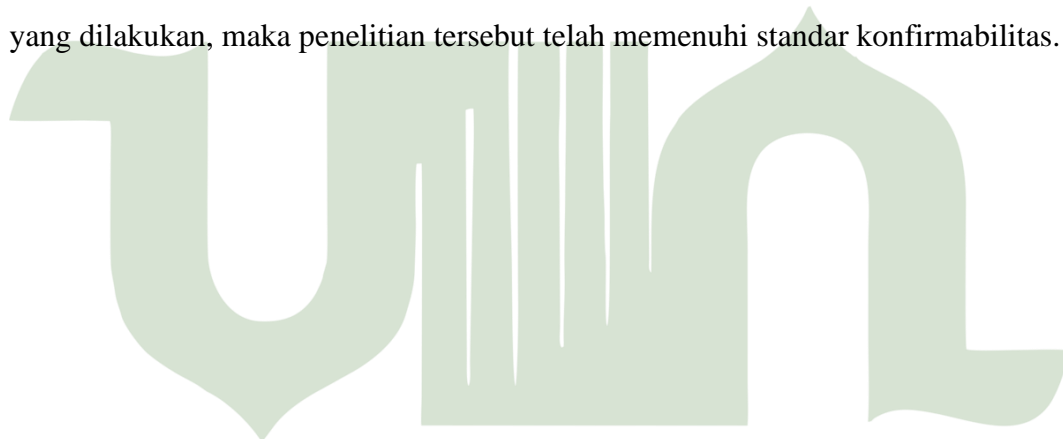 yang dilakukan, maka penelitian tersebut telah memenuhi standar konfirmabilitas.